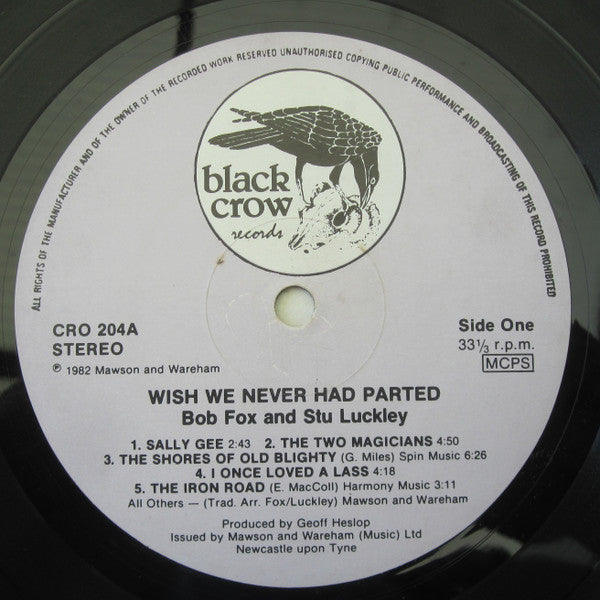 ALL RIGHTS OF THE MANUFACTURER AND OF THE OWNER OF THE RECORDED WORK RESERVED UNAUTHORISED COPYING PUBLIC PERFORMANCE AND BROADCASTING OF THIS RECORD PROHIBITED
black
crow
records
CRO 204A
STEREO
℗ 1982 Mawson and Wareham
Side One
33⅓ r.p.m.
MCPS
WISH WE NEVER HAD PARTED
Bob Fox and Stu Luckley
1. SALLY GEE 2:43 2. THE TWO MAGICIANS 4:50
3. THE SHORES OF OLD BLIGHTY (G. Miles) Spin Music 6:26
4. I ONCE LOVED A LASS 4:18
5. THE IRON ROAD (E. MacColl) Harmony Music 3:11
All Others — (Trad. Arr. Fox/Luckley) Mawson and Wareham
Produced by Geoff Heslop
Issued by Mawson and Wareham (Music) Ltd
Newcastle upon Tyne